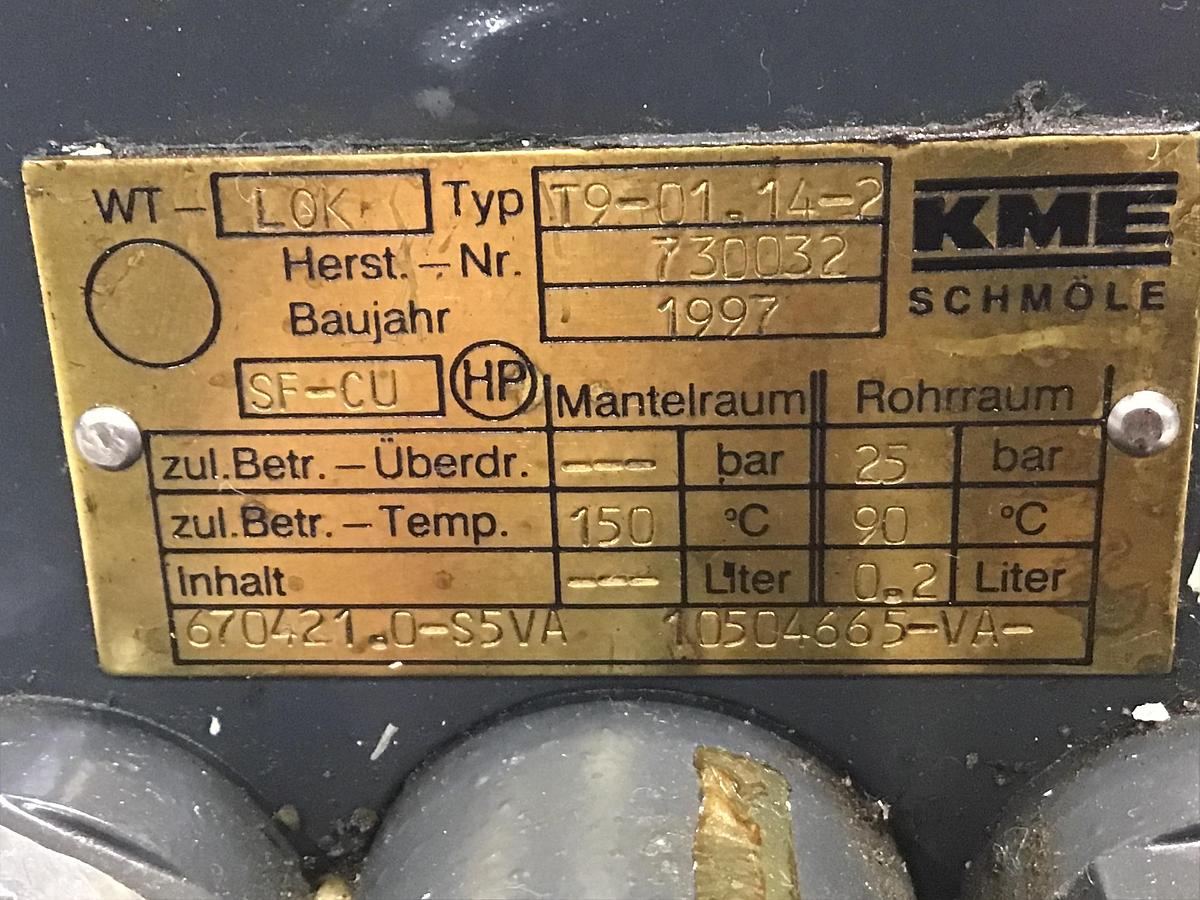 WT- LOK Typ T9-01.14-2
KME
Herst.-Nr. 730032
SCHMÖLE
Baujahr 1997
SF-CU HP Mantelraum Rohrraum
zul.Betr.-Überdr. --- bar 25 bar
zul.Betr.-Temp. 150 °C 90 °C
Inhalt --- Liter 0.2 Liter
670421.0-S5VA 10504665-VA-